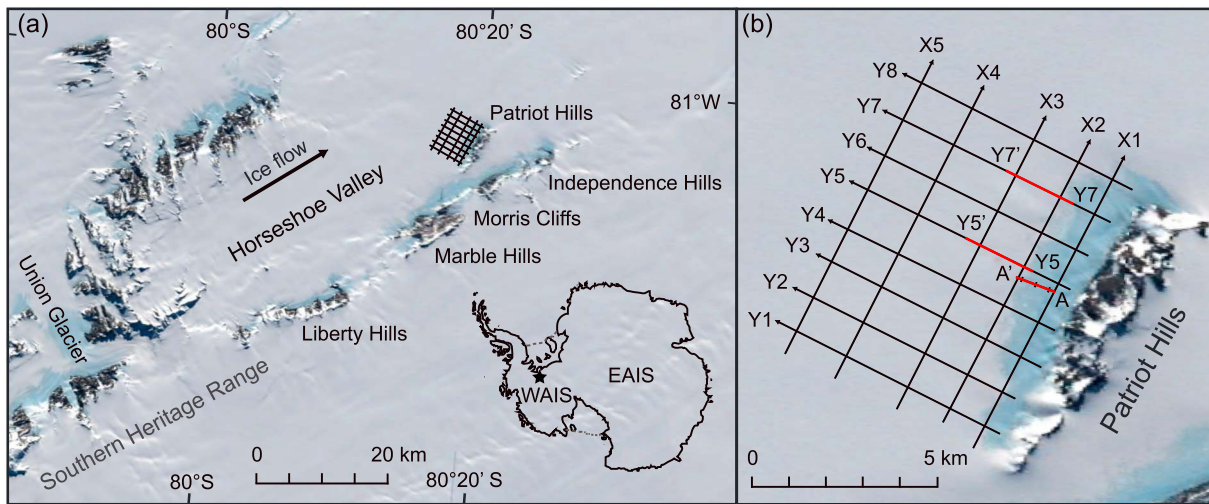 (a)
80°S
80°20' S
81°W
Patriot Hills
Ice flow
Independence Hills
Horseshoe Valley
Morris Cliffs
Marble Hills
Union Glacier
Liberty Hills
Southern Heritage Range
WAIS
EAIS
0 20 km
80°S
80°20' S
(b)
X5
X4
X3
X2
X1
Y8
Y7
Y6
Y5
Y4
Y3
Y2
Y1
Y7'
Y7
Y5'
Y5
A'
A
Patriot Hills
0 5 km